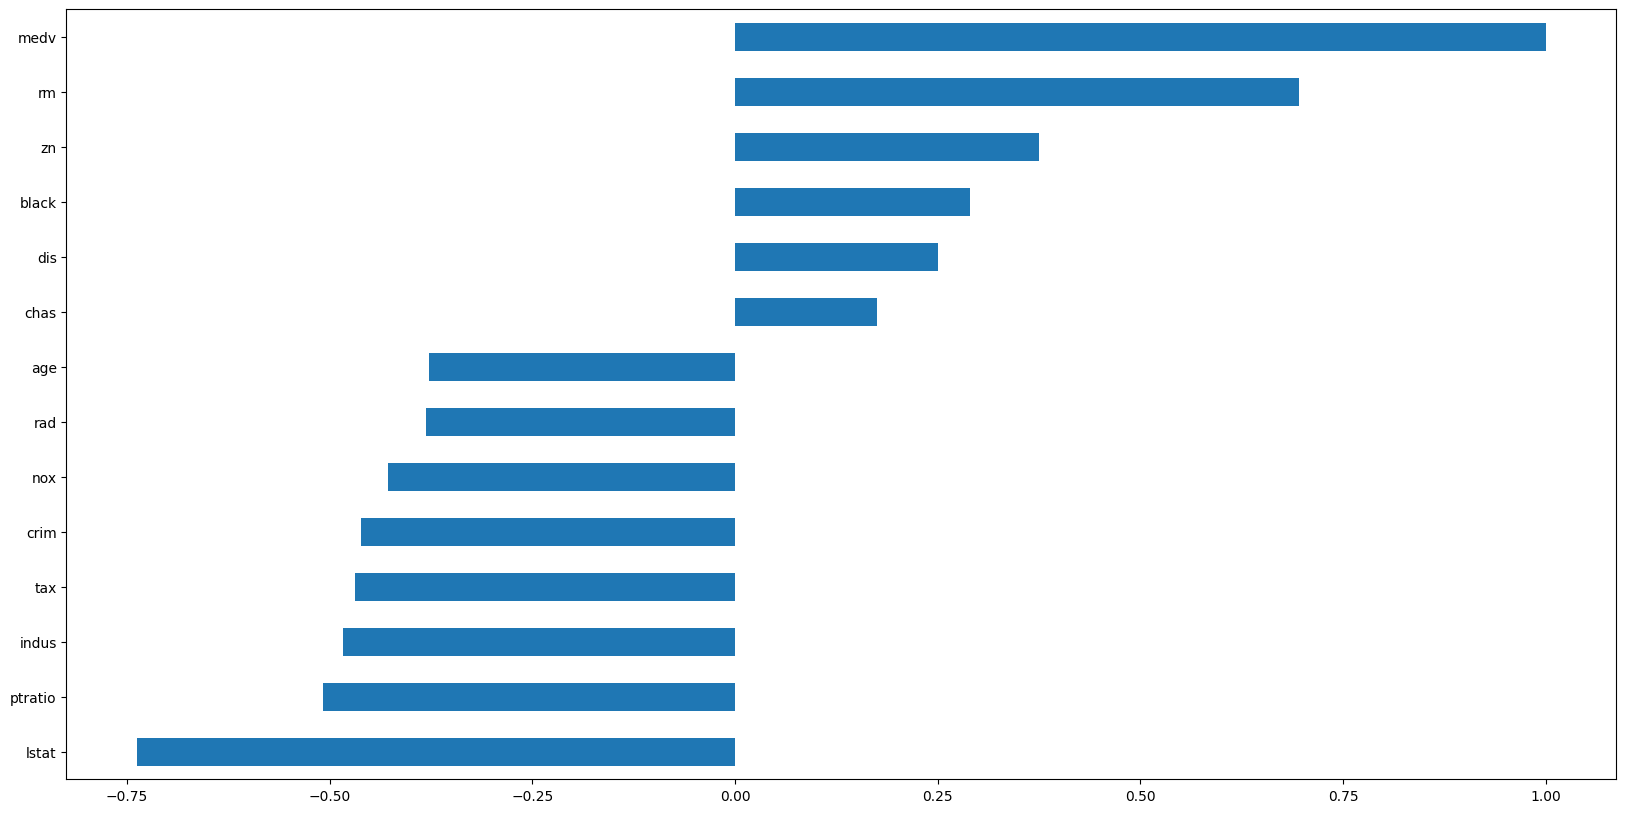 medv
rm
zn
black
dis
chas
age
rad
nox
crim
tax
indus
ptratio
lstat
−0.75 −0.50 −0.25 0.00 0.25 0.50 0.75 1.00